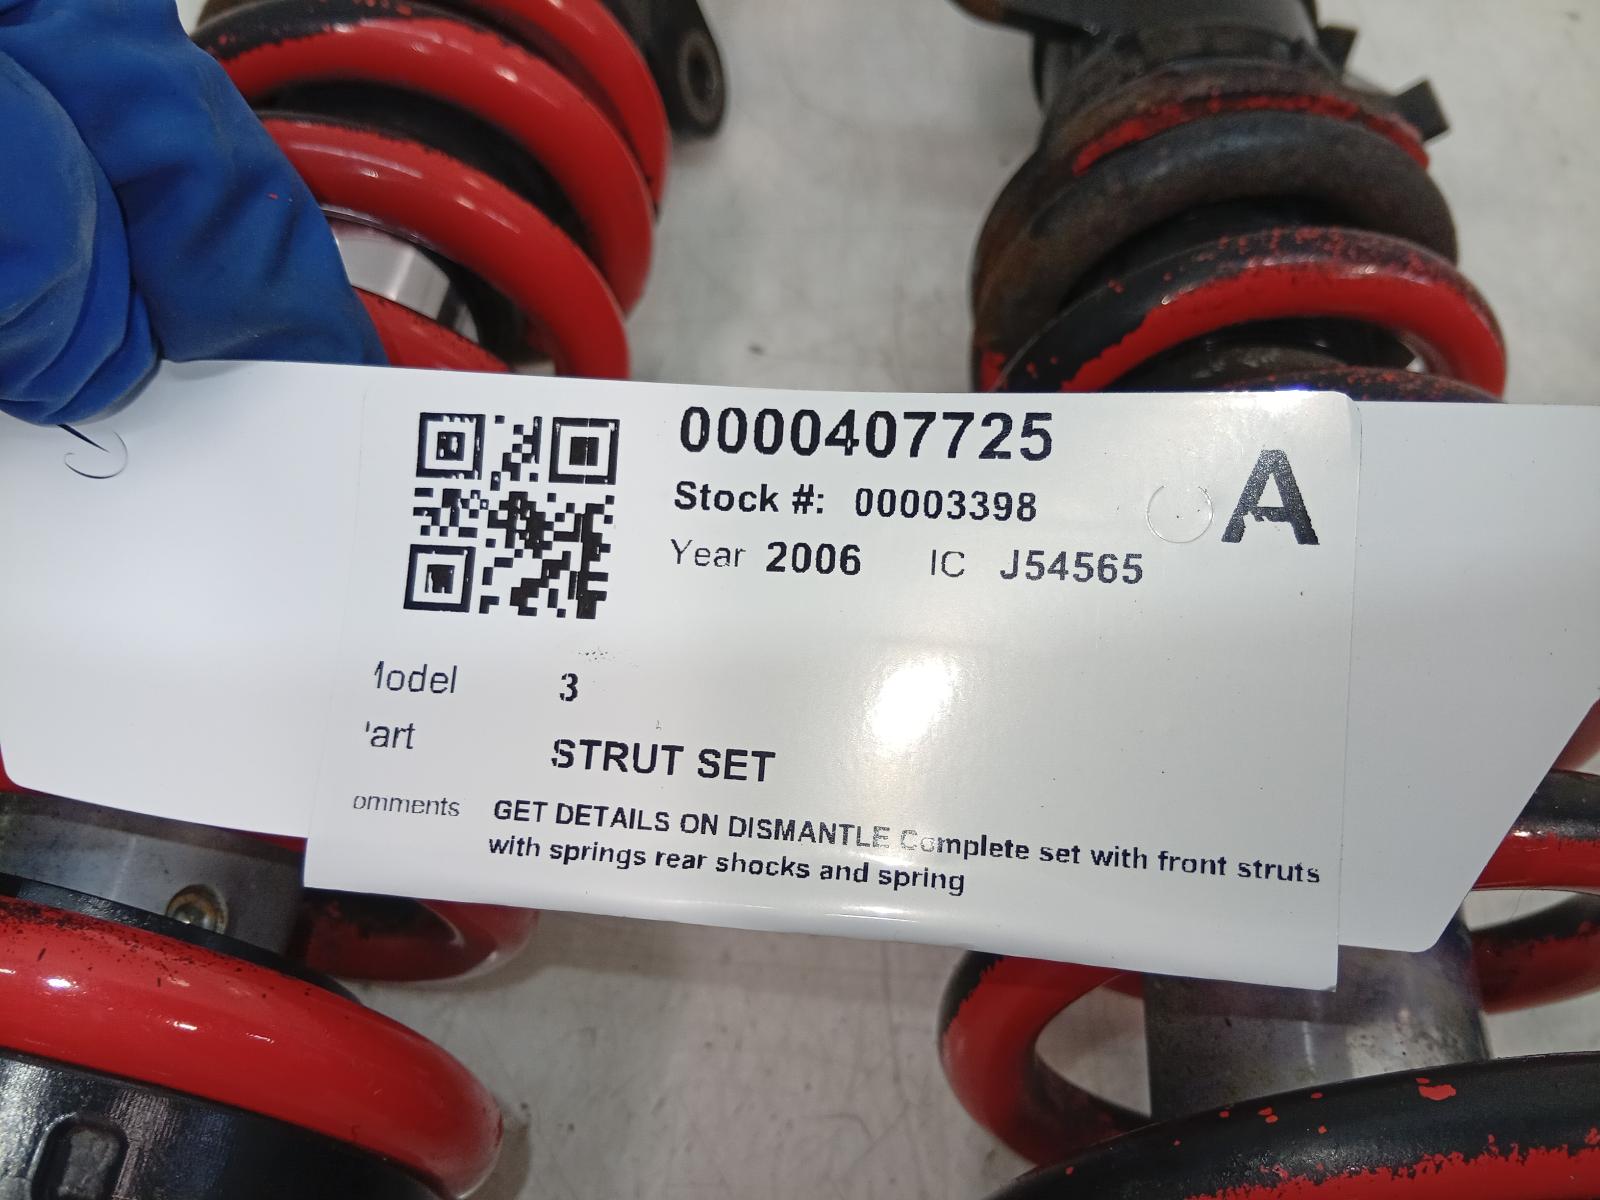 0000407725
A
Stock #: 00003398
Year 2006 IC J54565
Model 3
Part STRUT SET
omments GET DETAILS ON DISMANTLE Complete set with front struts
with springs rear shocks and spring